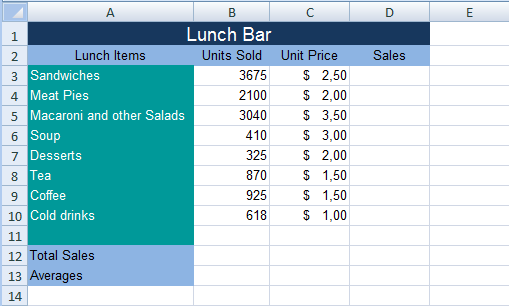 A B C D E
1 Lunch Bar
2 Lunch Items Units Sold Unit Price Sales
3 Sandwiches 3675 $ 2,50
4 Meat Pies 2100 $ 2,00
5 Macaroni and other Salads 3040 $ 3,50
6 Soup 410 $ 3,00
7 Desserts 325 $ 2,00
8 Tea 870 $ 1,50
9 Coffee 925 $ 1,50
10 Cold drinks 618 $ 1,00
11
12 Total Sales
13 Averages
14